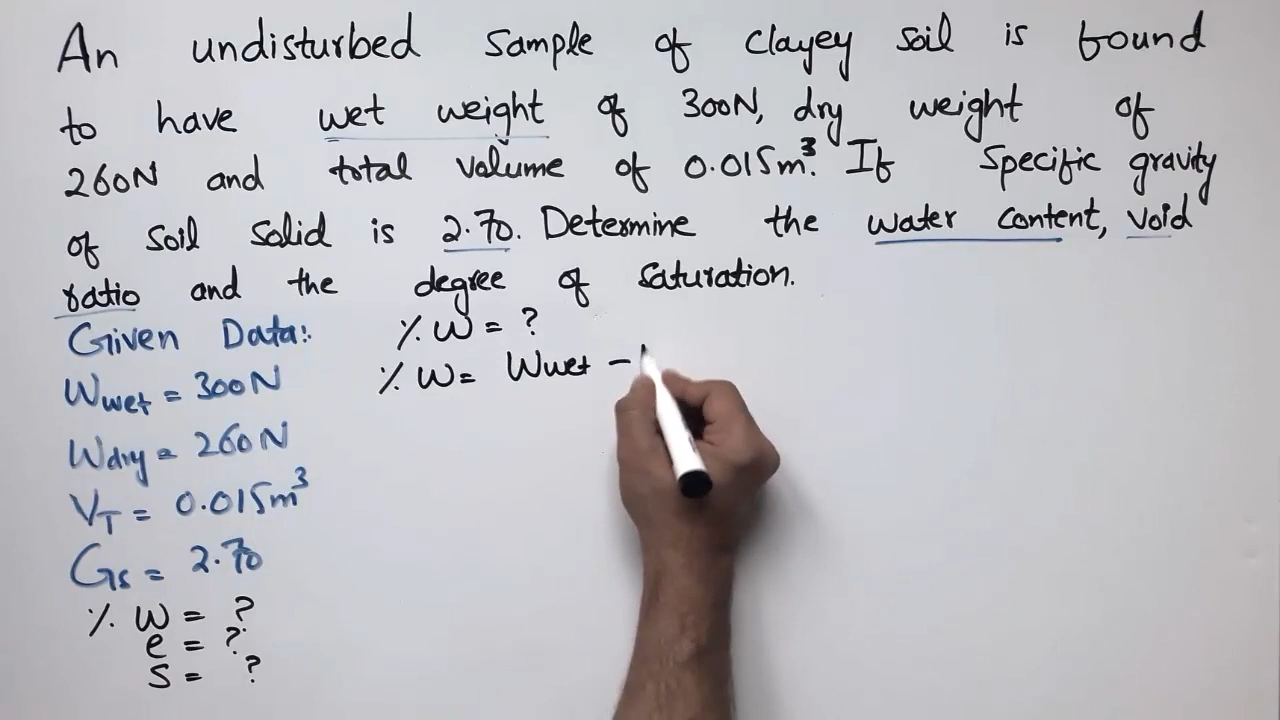 An undisturbed sample of clayey soil is found
to have wet weight of 300N, dry weight of
260N and total volume of 0.015m³. If specific gravity
of soil solid is 2.70. Determine the water content, void
ratio and the degree of saturation.
Given Data:
Wwet = 300N
Wdry = 260N
VT = 0.015m³
Gs = 2.70
% W = ?
e = ?
S = ?
% W = ?
% W = Wwet -